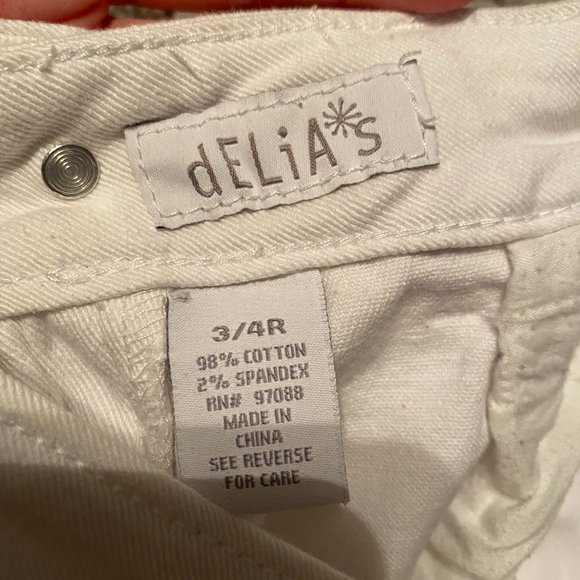 dELiA*s
3/4R
98% COTTON
2% SPANDEX
RN# 97088
MADE IN
CHINA
SEE REVERSE
FOR CARE